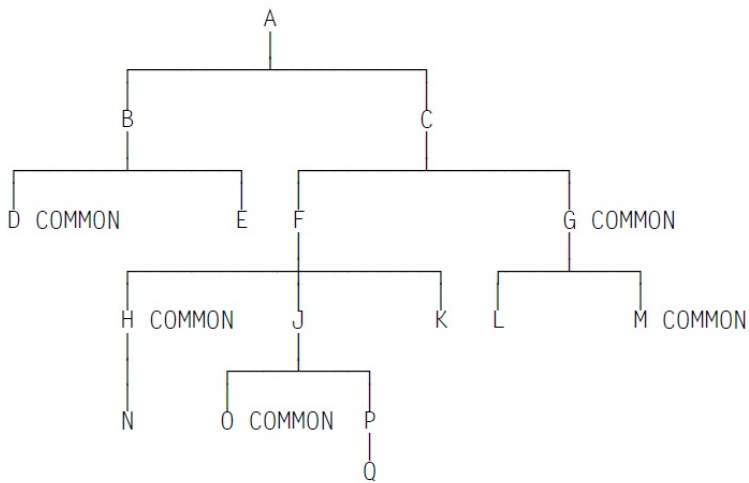 A
B C
D COMMON E F G COMMON
H COMMON J K L M COMMON
N O COMMON P
Q